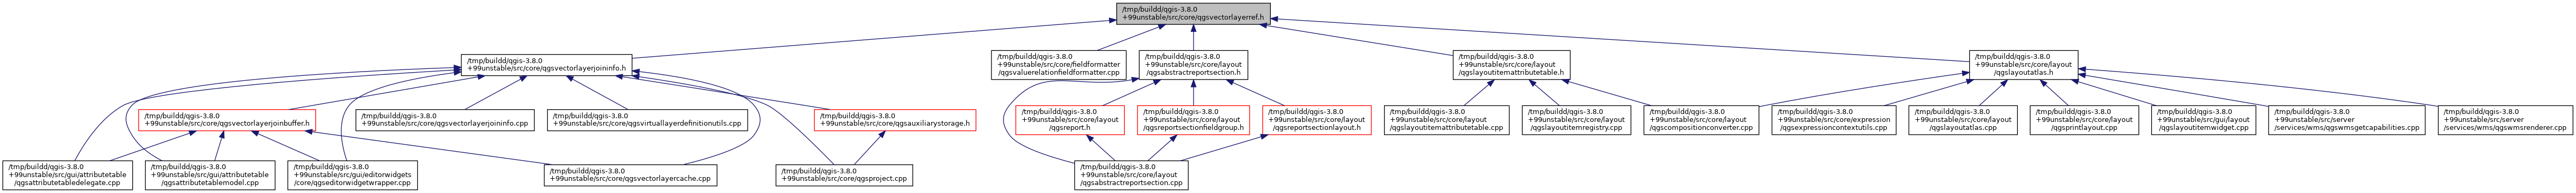 /tmp/buildd/qgis-3.8.0
+99unstable/src/core/qgsvectorlayerref.h
/tmp/buildd/qgis-3.8.0
+99unstable/src/core/qgsvectorlayerjoininfo.h
/tmp/buildd/qgis-3.8.0
+99unstable/src/core/fieldformatter
/qgsvaluerelationfieldformatter.cpp
/tmp/buildd/qgis-3.8.0
+99unstable/src/core/layout
/qgsabstractreportsection.h
/tmp/buildd/qgis-3.8.0
+99unstable/src/core/layout
/qgslayoutitemattributetable.h
/tmp/buildd/qgis-3.8.0
+99unstable/src/core/layout
/qgslayoutatlas.h
/tmp/buildd/qgis-3.8.0
+99unstable/src/core/qgsvectorlayerjoinbuffer.h
/tmp/buildd/qgis-3.8.0
+99unstable/src/core/qgsvectorlayerjoininfo.cpp
/tmp/buildd/qgis-3.8.0
+99unstable/src/core/qgsvirtuallayerdefinitionutils.cpp
/tmp/buildd/qgis-3.8.0
+99unstable/src/core/qgsauxiliarystorage.h
/tmp/buildd/qgis-3.8.0
+99unstable/src/core/layout
/qgsreport.h
/tmp/buildd/qgis-3.8.0
+99unstable/src/core/layout
/qgsreportsectionfieldgroup.h
/tmp/buildd/qgis-3.8.0
+99unstable/src/core/layout
/qgsreportsectionlayout.h
/tmp/buildd/qgis-3.8.0
+99unstable/src/core/layout
/qgslayoutitemattributetable.cpp
/tmp/buildd/qgis-3.8.0
+99unstable/src/core/layout
/qgslayoutitemregistry.cpp
/tmp/buildd/qgis-3.8.0
+99unstable/src/core/layout
/qgscompositionconverter.cpp
/tmp/buildd/qgis-3.8.0
+99unstable/src/core/expression
/qgsexpressioncontextutils.cpp
/tmp/buildd/qgis-3.8.0
+99unstable/src/core/layout
/qgslayoutatlas.cpp
/tmp/buildd/qgis-3.8.0
+99unstable/src/core/layout
/qgsprintlayout.cpp
/tmp/buildd/qgis-3.8.0
+99unstable/src/gui/layout
/qgslayoutitemwidget.cpp
/tmp/buildd/qgis-3.8.0
+99unstable/src/server
/services/wms/qgswmsgetcapabilities.cpp
/tmp/buildd/qgis-3.8.0
+99unstable/src/server
/services/wms/qgswmsrenderer.cpp
/tmp/buildd/qgis-3.8.0
+99unstable/src/gui/attributetable
/qgsattributetabledelegate.cpp
/tmp/buildd/qgis-3.8.0
+99unstable/src/gui/attributetable
/qgsattributetablemodel.cpp
/tmp/buildd/qgis-3.8.0
+99unstable/src/gui/editorwidgets
/core/qgseditorwidgetwrapper.cpp
/tmp/buildd/qgis-3.8.0
+99unstable/src/core/qgsvectorlayercache.cpp
/tmp/buildd/qgis-3.8.0
+99unstable/src/core/qgsproject.cpp
/tmp/buildd/qgis-3.8.0
+99unstable/src/core/layout
/qgsabstractreportsection.cpp